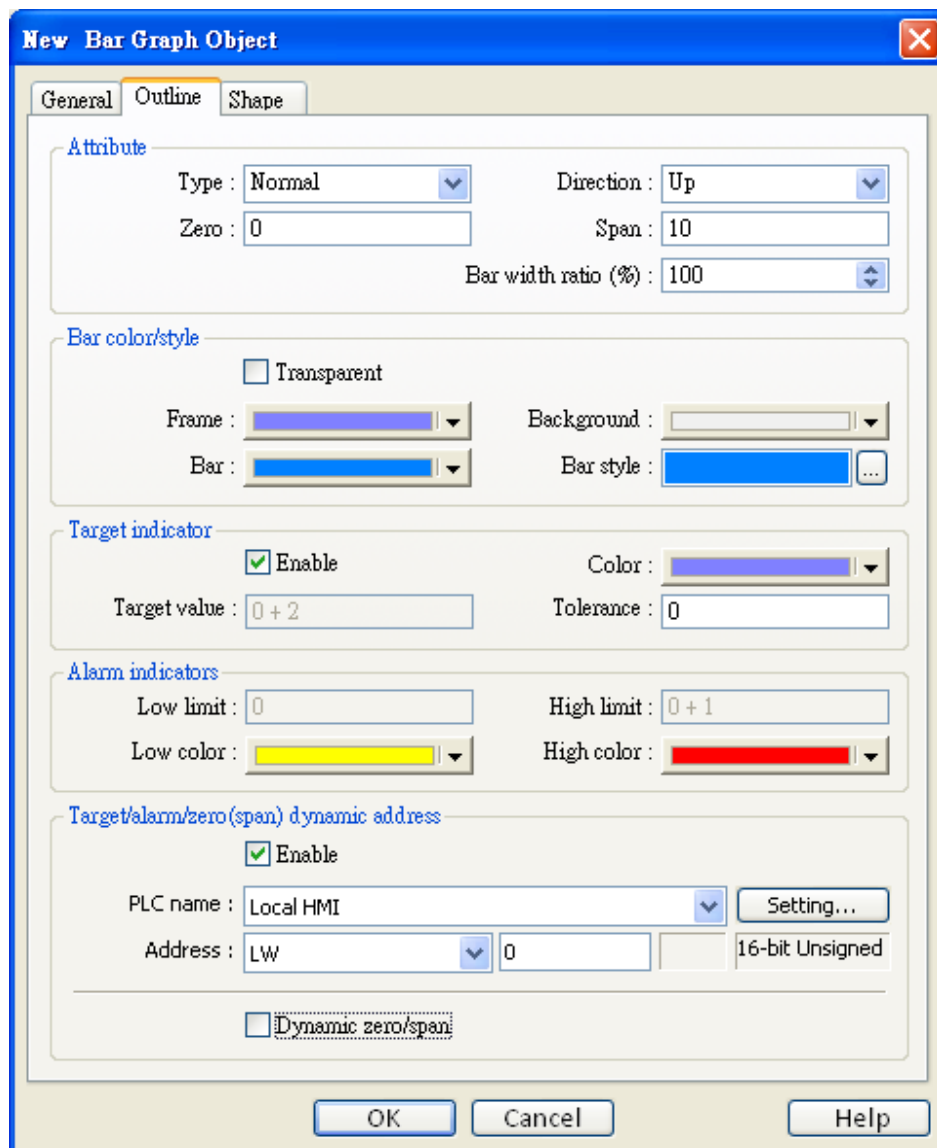 New Bar Graph Object
General Outline Shape
Attribute
Type : Normal Direction : Up
Zero : 0 Span : 10
Bar width ratio (%) : 100
Bar color/style
Transparent
Frame : Background :
Bar : Bar style : ...
Target indicator
Enable Color :
Target value : 0 + 2 Tolerance : 0
Alarm indicators
Low limit : 0 High limit : 0 + 1
Low color : High color :
Target/alarm/zero(span) dynamic address
Enable
PLC name : Local HMI Setting...
Address : LW 0 16-bit Unsigned
Dynamic zero/span
OK Cancel Help